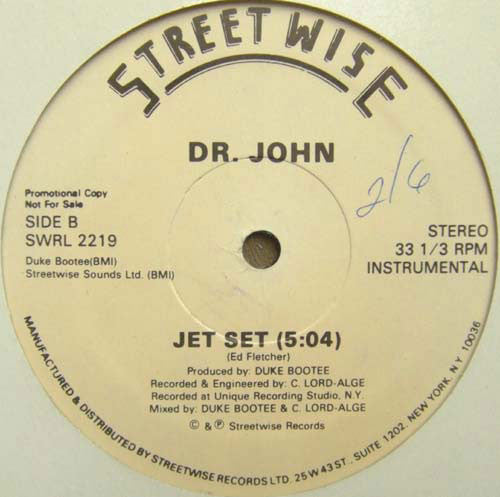 STREETWISE
DR. JOHN
2/6
Promotional Copy
Not For Sale
SIDE B
SWRL 2219
Duke Bootee(BMI)
Streetwise Sounds Ltd. (BMI)
STEREO
33 1/3 RPM
INSTRUMENTAL
JET SET (5:04)
(Ed Fletcher)
Produced by: DUKE BOOTEE
Recorded & Engineered by: C. LORD-ALGE
Recorded at Unique Recording Studio, N.Y.
Mixed by: DUKE BOOTEE & C. LORD-ALGE
© & ℗ Streetwise Records
MANUFACTURED & DISTRIBUTED BY STREETWISE RECORDS LTD. 25 W 43 ST., SUITE 1202, NEW YORK, N.Y. 10036